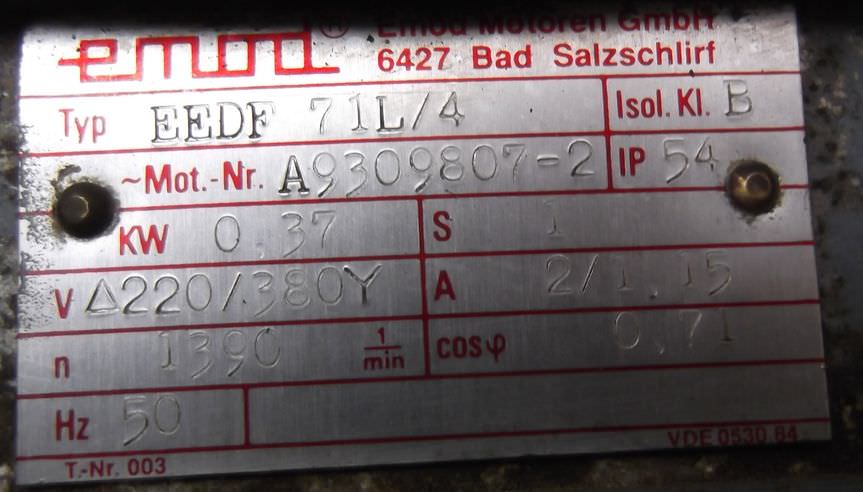 emod ® Emod Motoren GmbH
6427 Bad Salzschlirf
Typ EEDF 71L/4 Isol. Kl. B
~Mot.-Nr. A9309807-2 IP 54
KW 0.37 S 1
V Δ220/380Y A 2/1.15
n 1390 1/min cosφ 0,71
Hz 50
VDE 0530 84
T.-Nr. 003